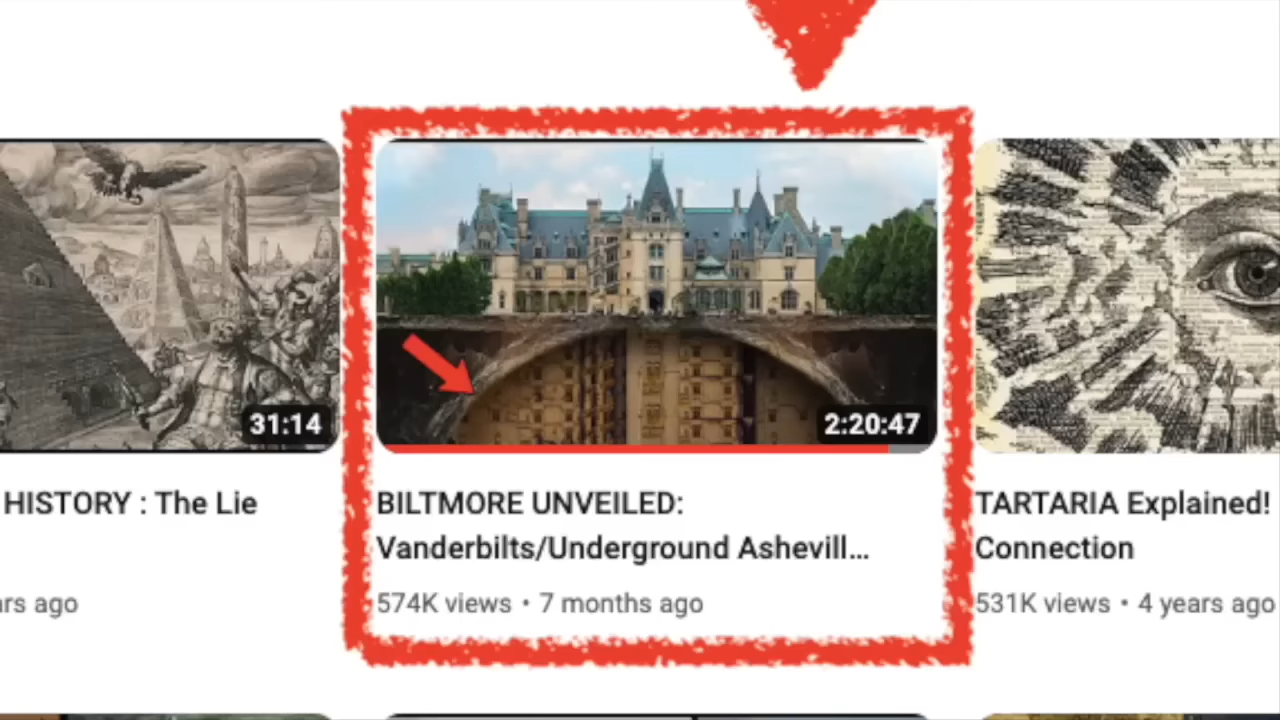 31:14
HISTORY : The Lie
ars ago
2:20:47
BILTMORE UNVEILED:
Vanderbilts/Underground Ashevill...
574K views • 7 months ago
TARTARIA Explained!
Connection
531K views • 4 years ago